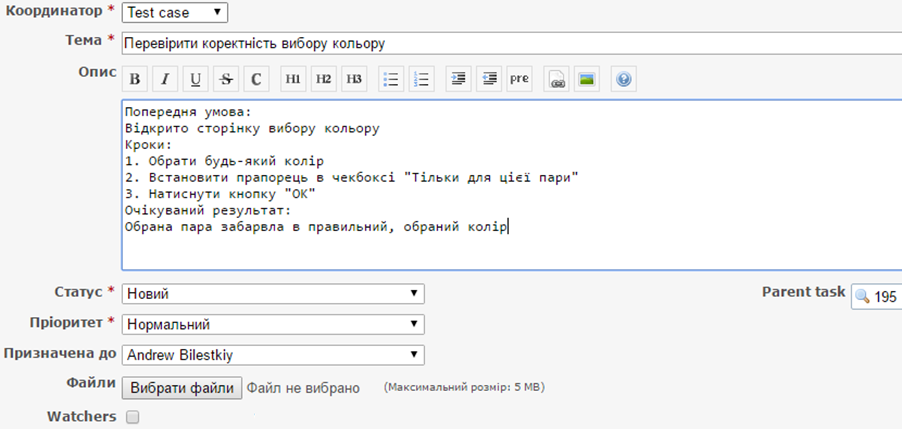 Координатор * Test case
Тема * Перевірити коректність вибору кольору
Опис B I U S C H1 H2 H3 pre
Попередня умова:
Відкрито сторінку вибору кольору
Кроки:
1. Обрати будь-який колір
2. Встановити прапорець в чекбоксі "Тільки для цієї пари"
3. Натиснути кнопку "ОК"
Очікуваний результат:
Обрана пара забарвла в правильний, обраний колір
Статус * Новий Parent task 195
Пріоритет * Нормальний
Призначена до Andrew Bilestkiy
Файли Вибрати файли Файл не вибрано (Максимальний розмір: 5 MB)
Watchers